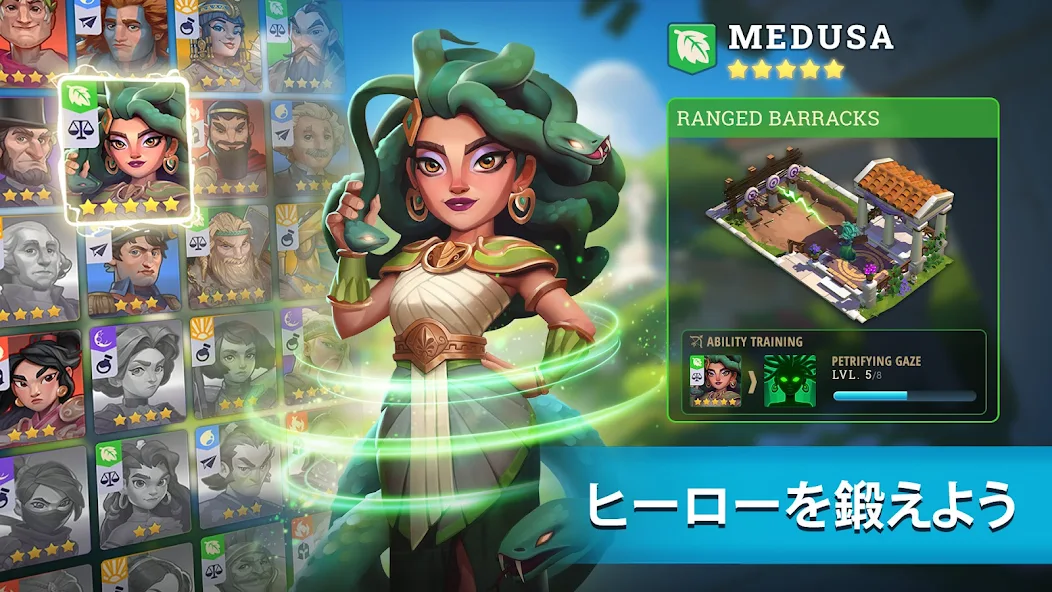 MEDUSA
RANGED BARRACKS
ABILITY TRAINING
PETRIFYING GAZE
LVL. 5/8
ヒーローを鍛えよう